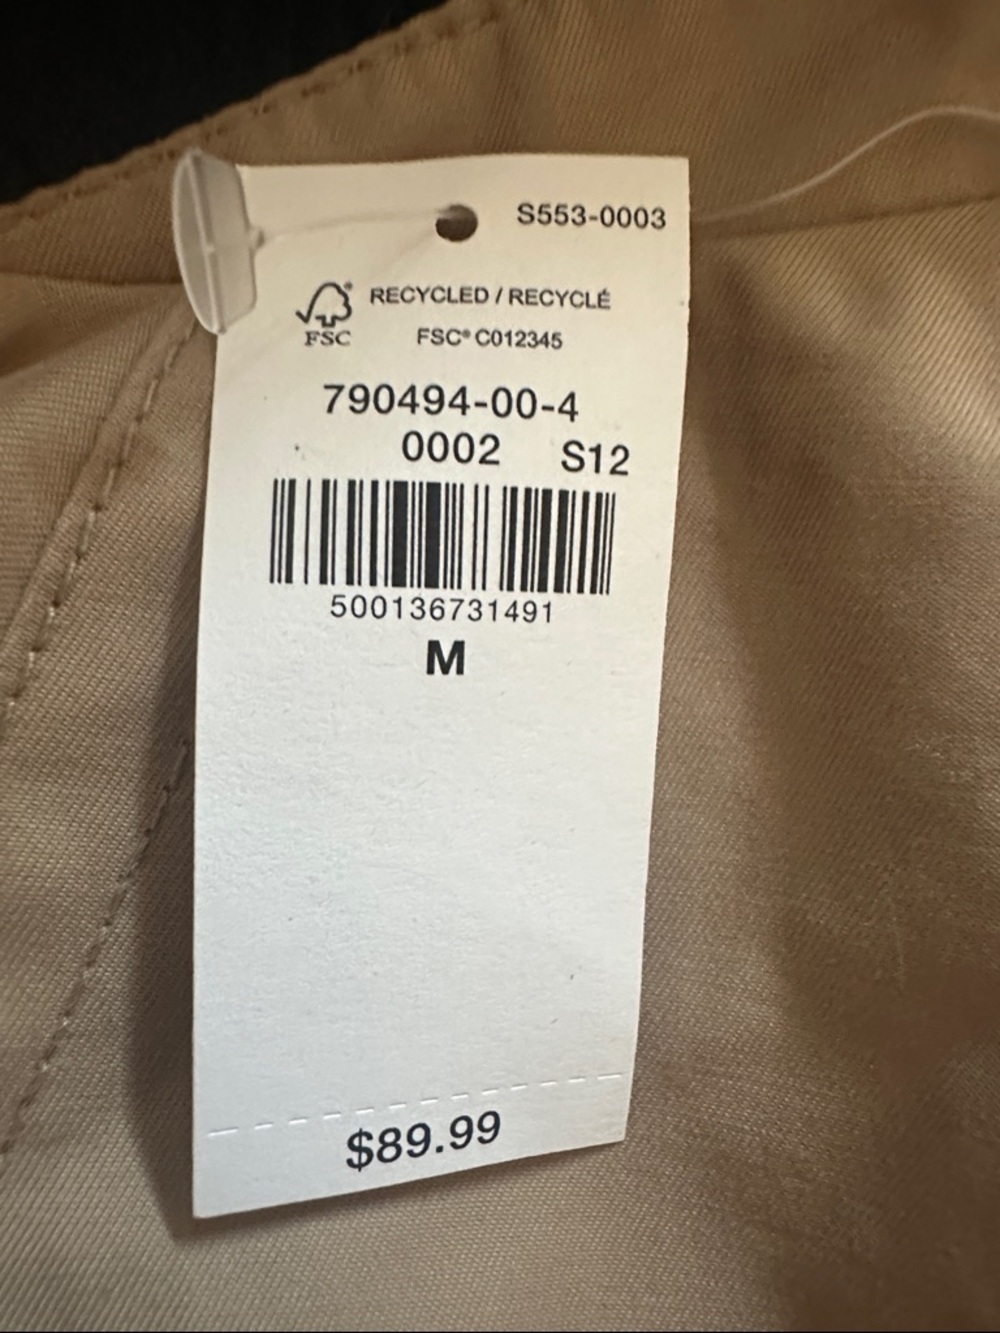 S553-0003
RECYCLED / RECYCLÉ
FSC
FSC® C012345
790494-00-4
0002 S12
500136731491
M
$89.99